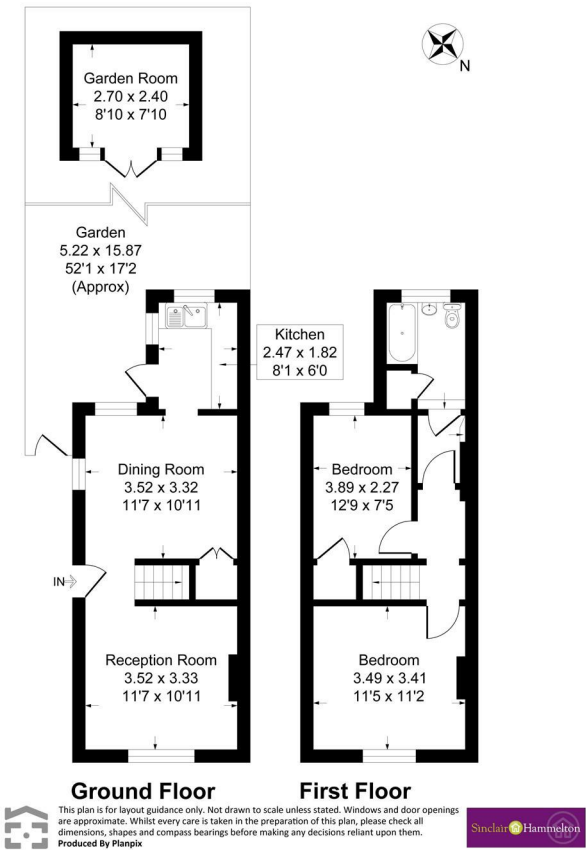 Garden Room
2.70 x 2.40
8'10 x 7'10
N
Garden
5.22 x 15.87
52'1 x 17'2
(Approx)
Kitchen
2.47 x 1.82
8'1 x 6'0
Dining Room
3.52 x 3.32
11'7 x 10'11
Bedroom
3.89 x 2.27
12'9 x 7'5
IN
Reception Room
3.52 x 3.33
11'7 x 10'11
Bedroom
3.49 x 3.41
11'5 x 11'2
Ground Floor
First Floor
This plan is for layout guidance only. Not drawn to scale unless stated. Windows and door openings
are approximate. Whilst every care is taken in the preparation of this plan, please check all
dimensions, shapes and compass bearings before making any decisions reliant upon them.
Produced By Planpix
Sinclair Hammelton